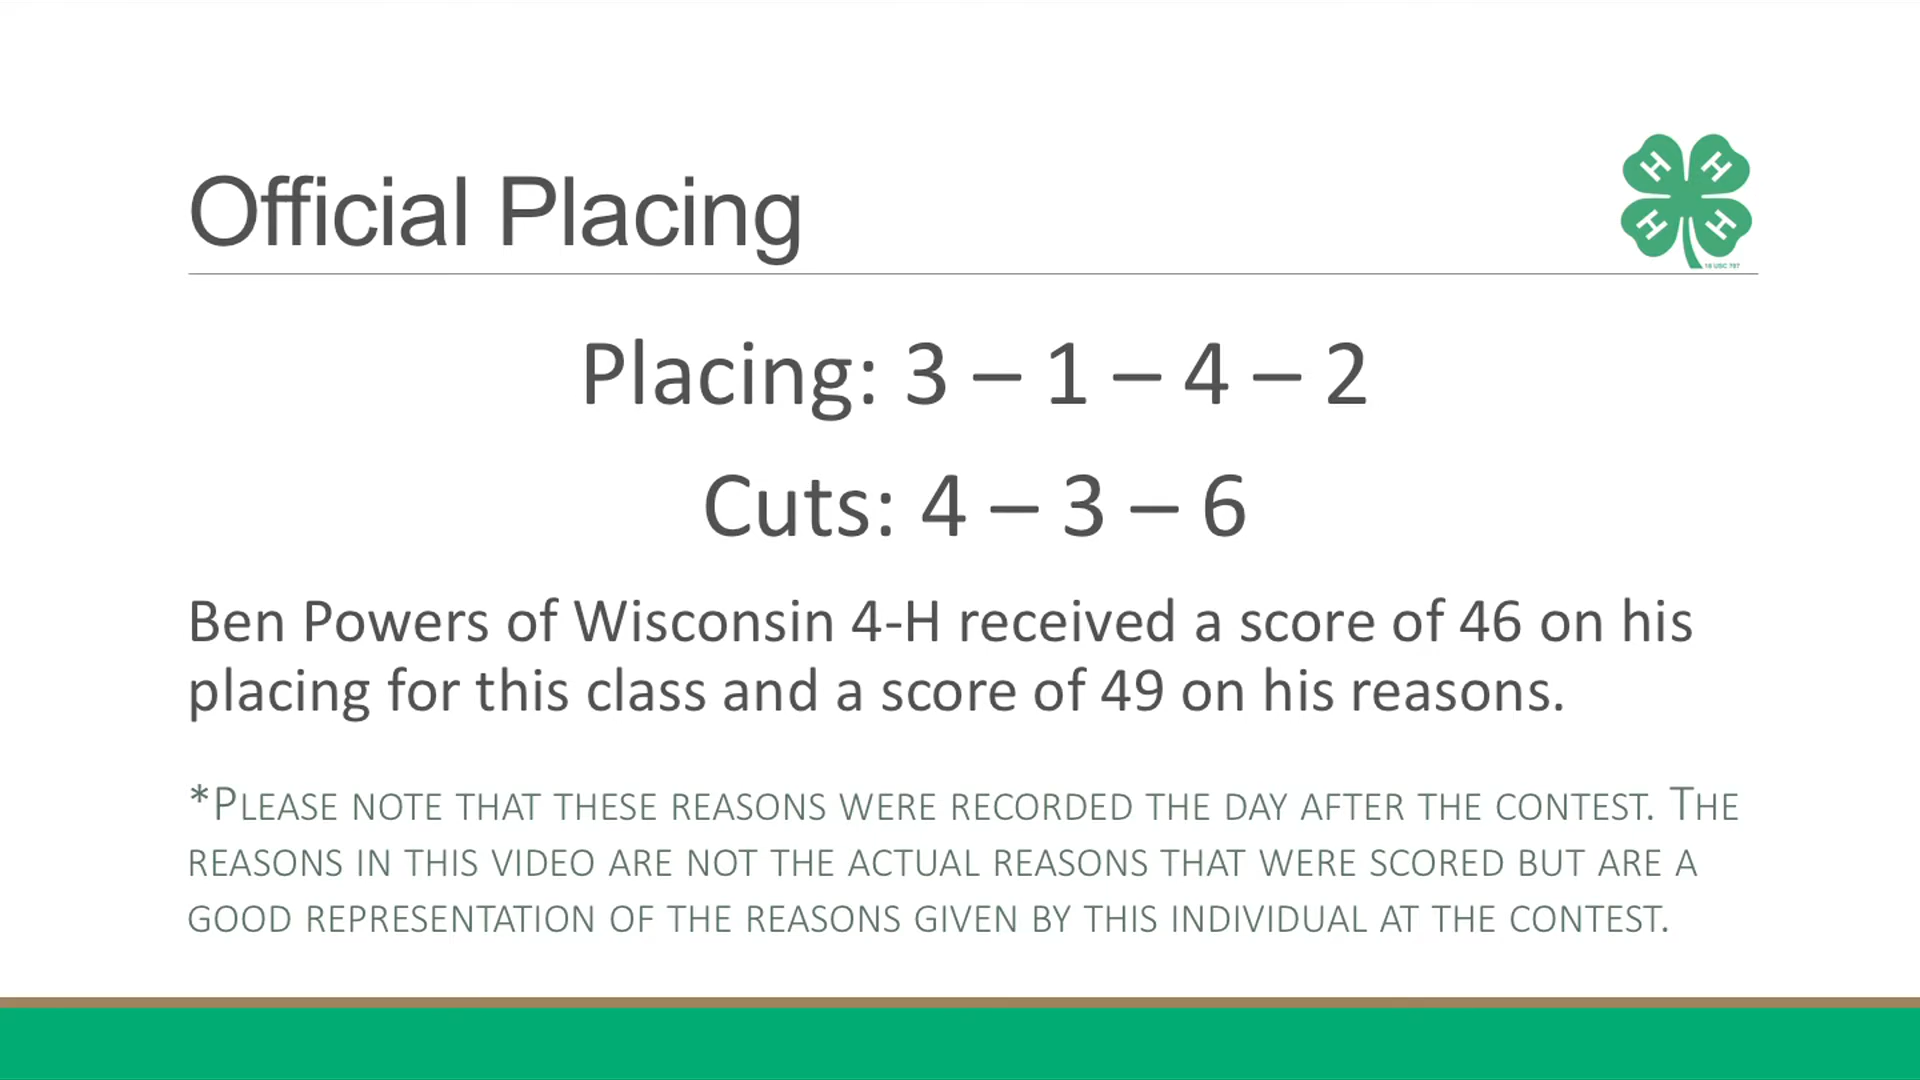 Official Placing
H H
H H
18 USC 707
Placing: 3 – 1 – 4 – 2
Cuts: 4 – 3 – 6
Ben Powers of Wisconsin 4-H received a score of 46 on his
placing for this class and a score of 49 on his reasons.
*PLEASE NOTE THAT THESE REASONS WERE RECORDED THE DAY AFTER THE CONTEST. THE
REASONS IN THIS VIDEO ARE NOT THE ACTUAL REASONS THAT WERE SCORED BUT ARE A
GOOD REPRESENTATION OF THE REASONS GIVEN BY THIS INDIVIDUAL AT THE CONTEST.